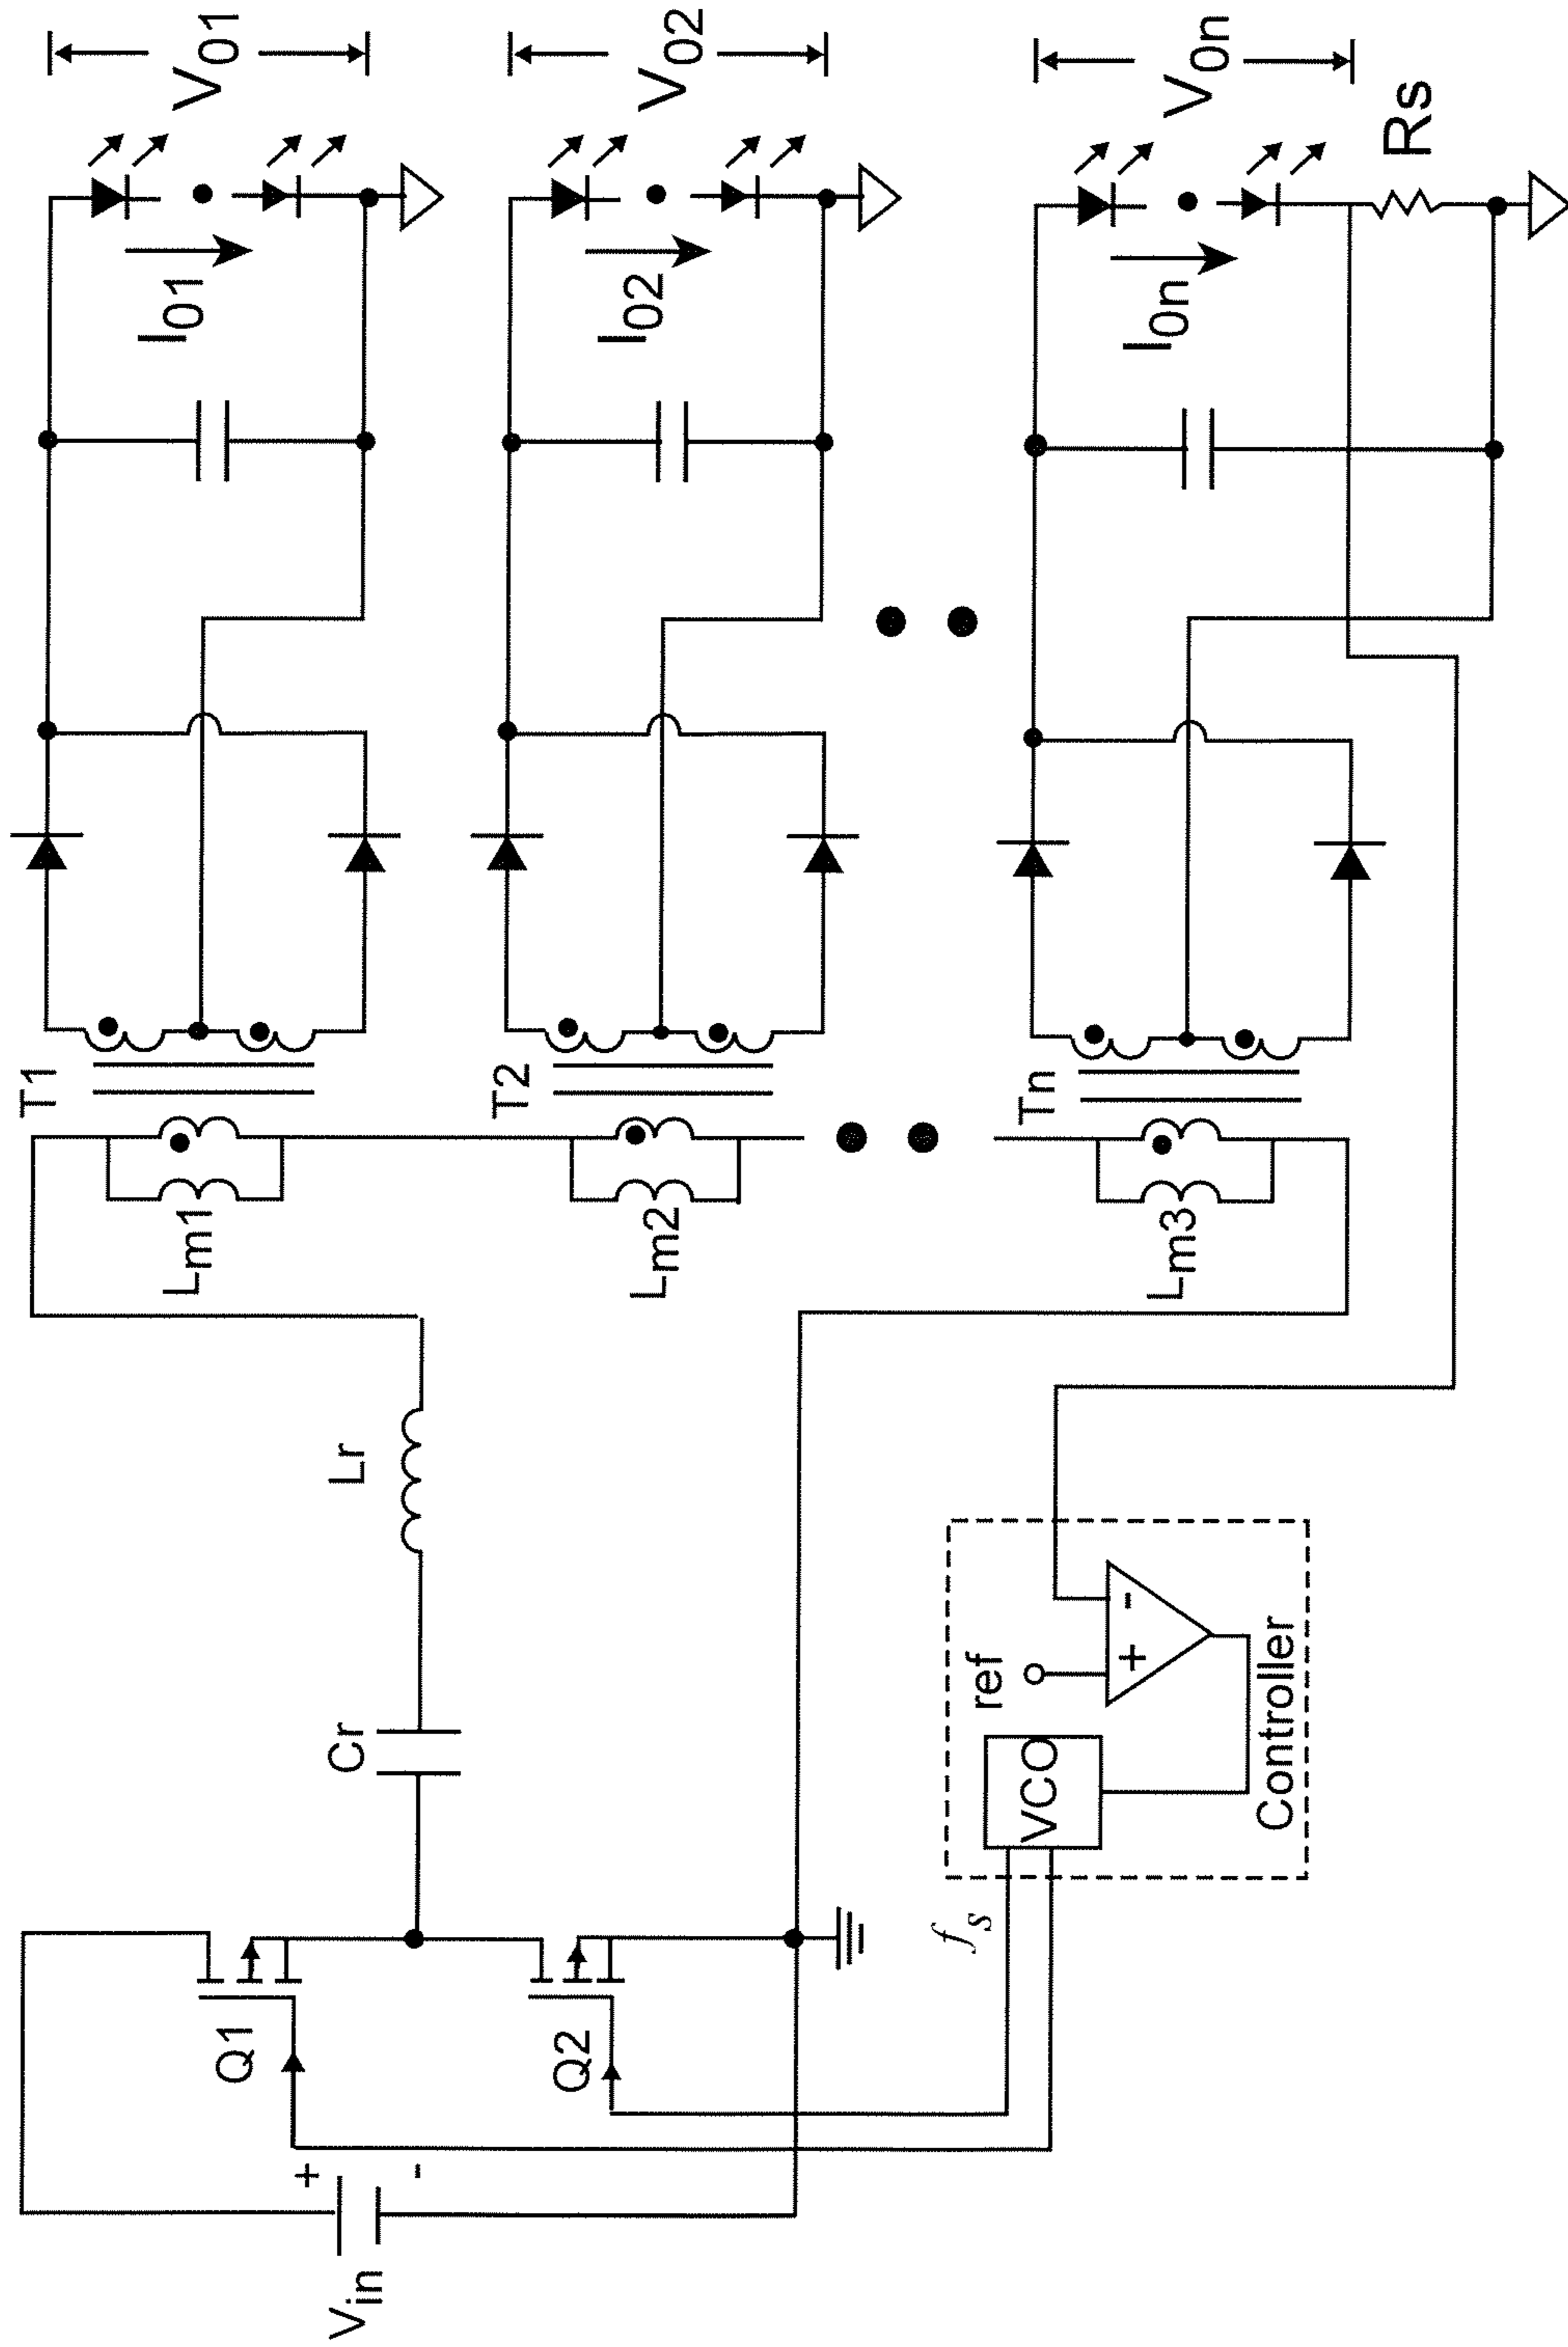 Vin
+
-
Q1
Q2
Cr
Lr
fs
VCO
ref
+
-
Controller
Lm1
Lm2
Lm3
T1
T2
Tn
I01
I02
I0n
V01
V02
V0n
Rs